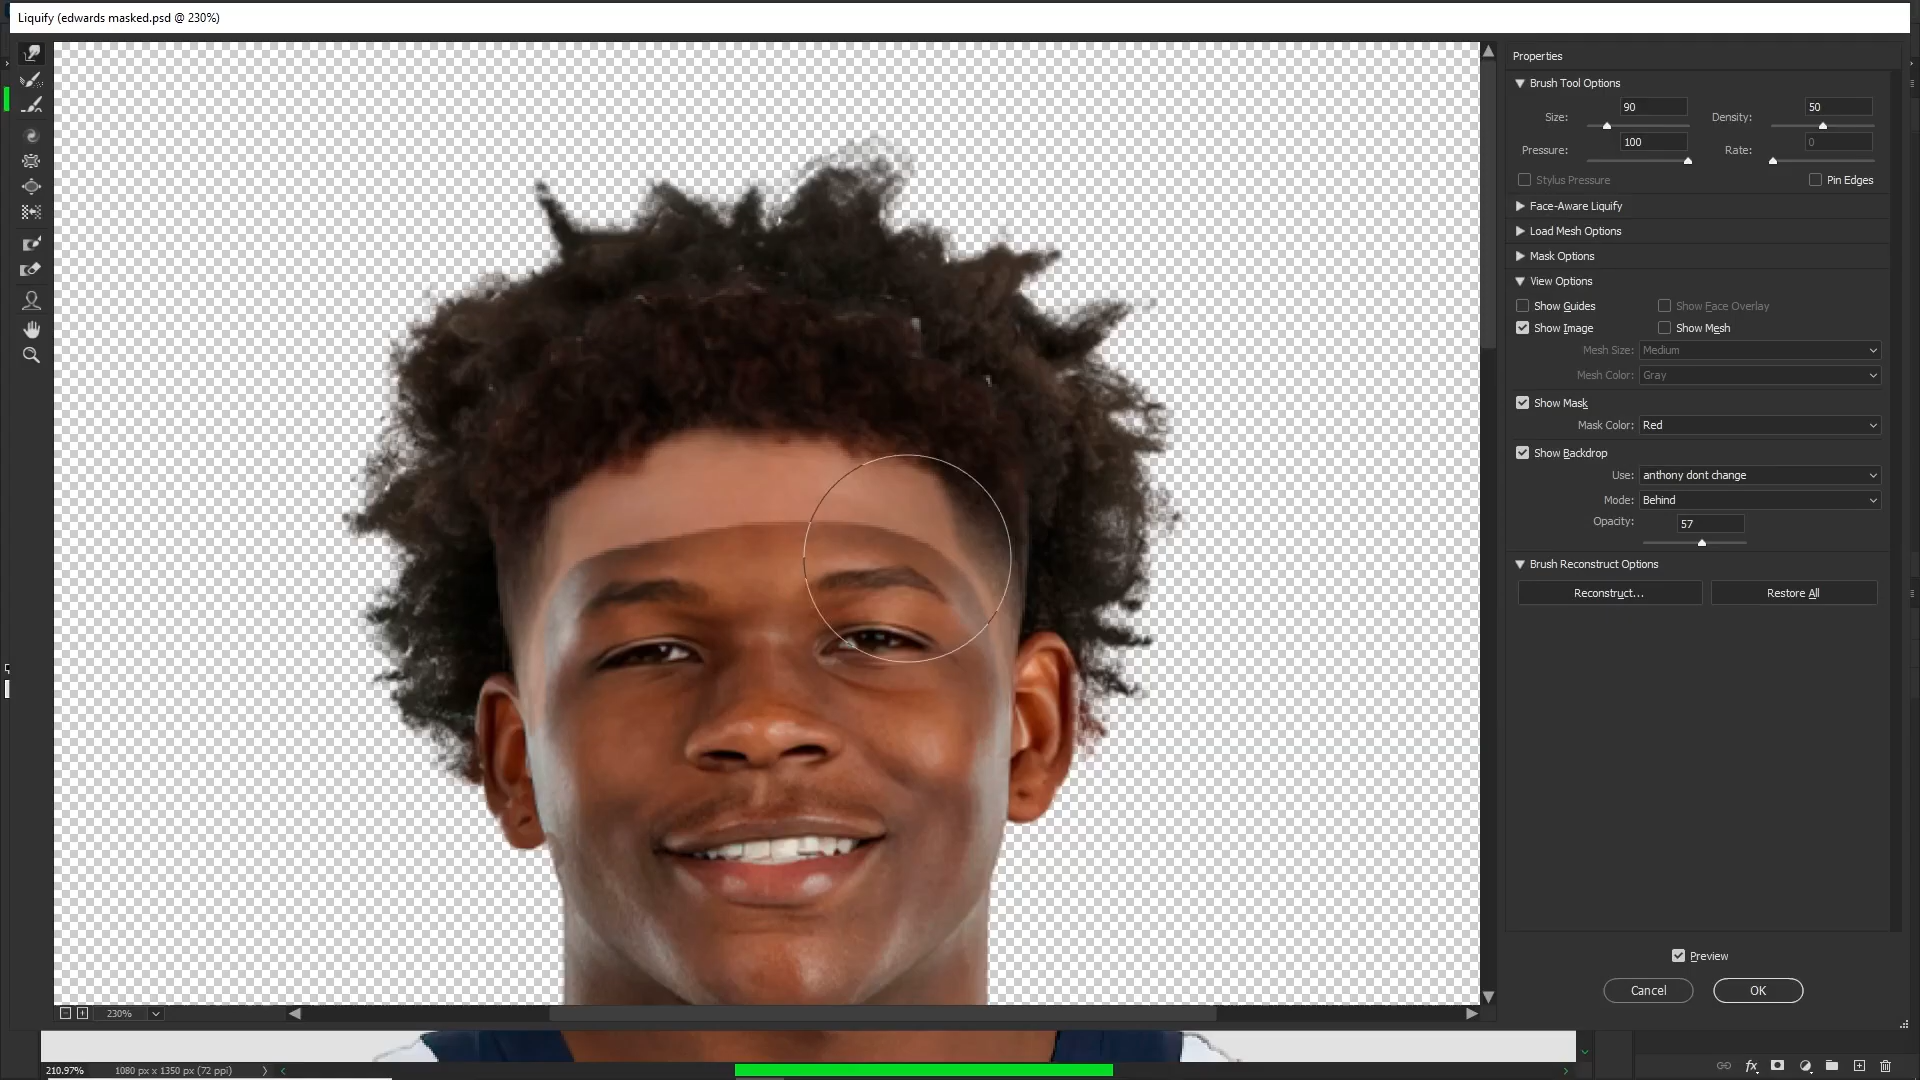 Liquify (edwards masked.psd @ 230%)
Properties
Brush Tool Options
Size: 90 Density: 50
Pressure: 100 Rate: 0
Stylus Pressure Pin Edges
Face-Aware Liquify
Load Mesh Options
Mask Options
View Options
Show Guides Show Face Overlay
Show Image Show Mesh
Mesh Size: Medium
Mesh Color: Gray
Show Mask
Mask Color: Red
Show Backdrop
Use: anthony dont change
Mode: Behind
Opacity: 57
Brush Reconstruct Options
Reconstruct... Restore All
Preview
Cancel OK
230%
210.97% 1080 px x 1350 px (72 ppi)
fx